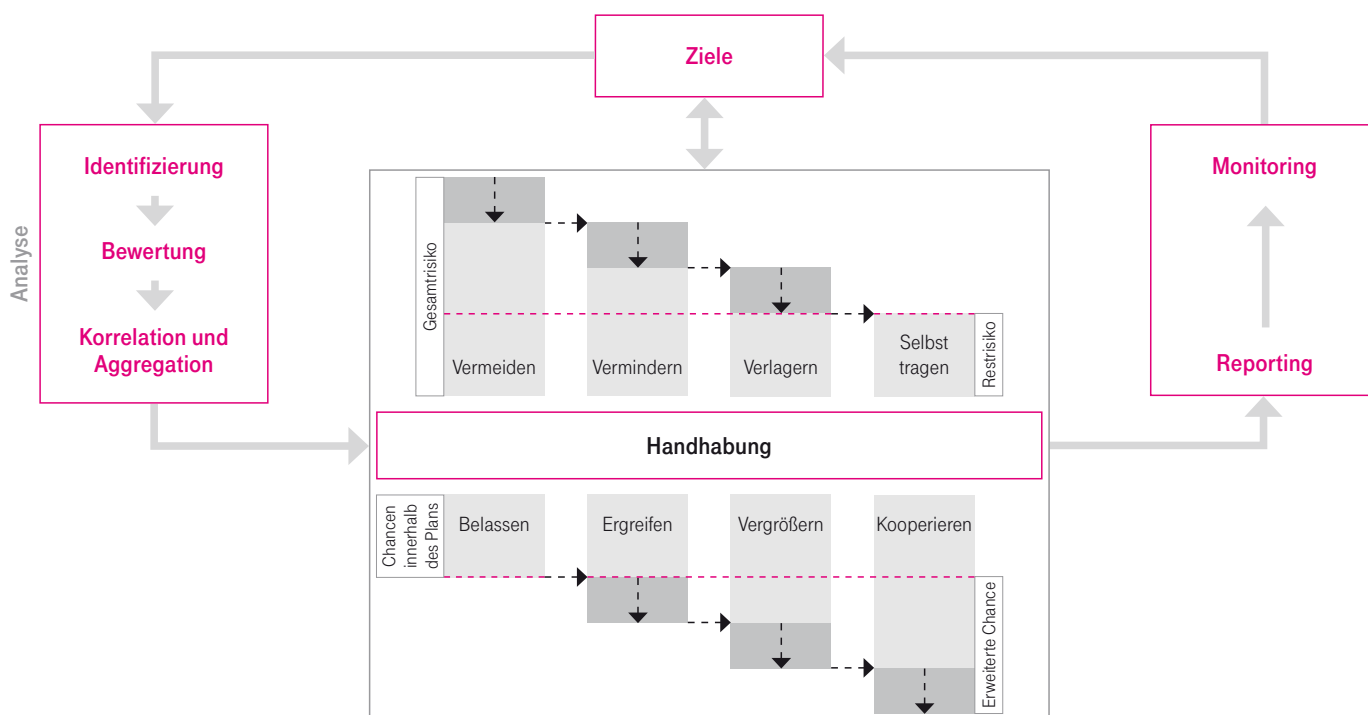 Ziele
Analyse
Identifizierung
Bewertung
Korrelation und
Aggregation
Gesamtrisiko
Vermeiden
Vermindern
Verlagern
Selbst
tragen
Restrisiko
Handhabung
Chancen
innerhalb
des Plans
Belassen
Ergreifen
Vergrößern
Kooperieren
Erweiterte Chance
Monitoring
Reporting